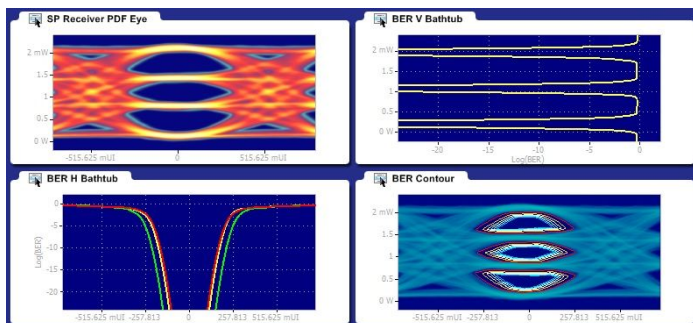 SP Receiver PDF Eye
2 mW
1.5
1
0.5
0 W
-515.625 mUI
0
515.625 mUI
BER V Bathtub
2 mW
1.5
1
0.5
0 W
-20
-15
-10
-5
0
Log(BER)
BER H Bathtub
0
-5
-10
-15
-20
Log(BER)
-515.625 mUI
-257.813
0
257.813
515.625 mUI
BER Contour
2 mW
1.5
1
0.5
0 W
-515.625 mUI
-257.813
0
257.813
515.625 mUI